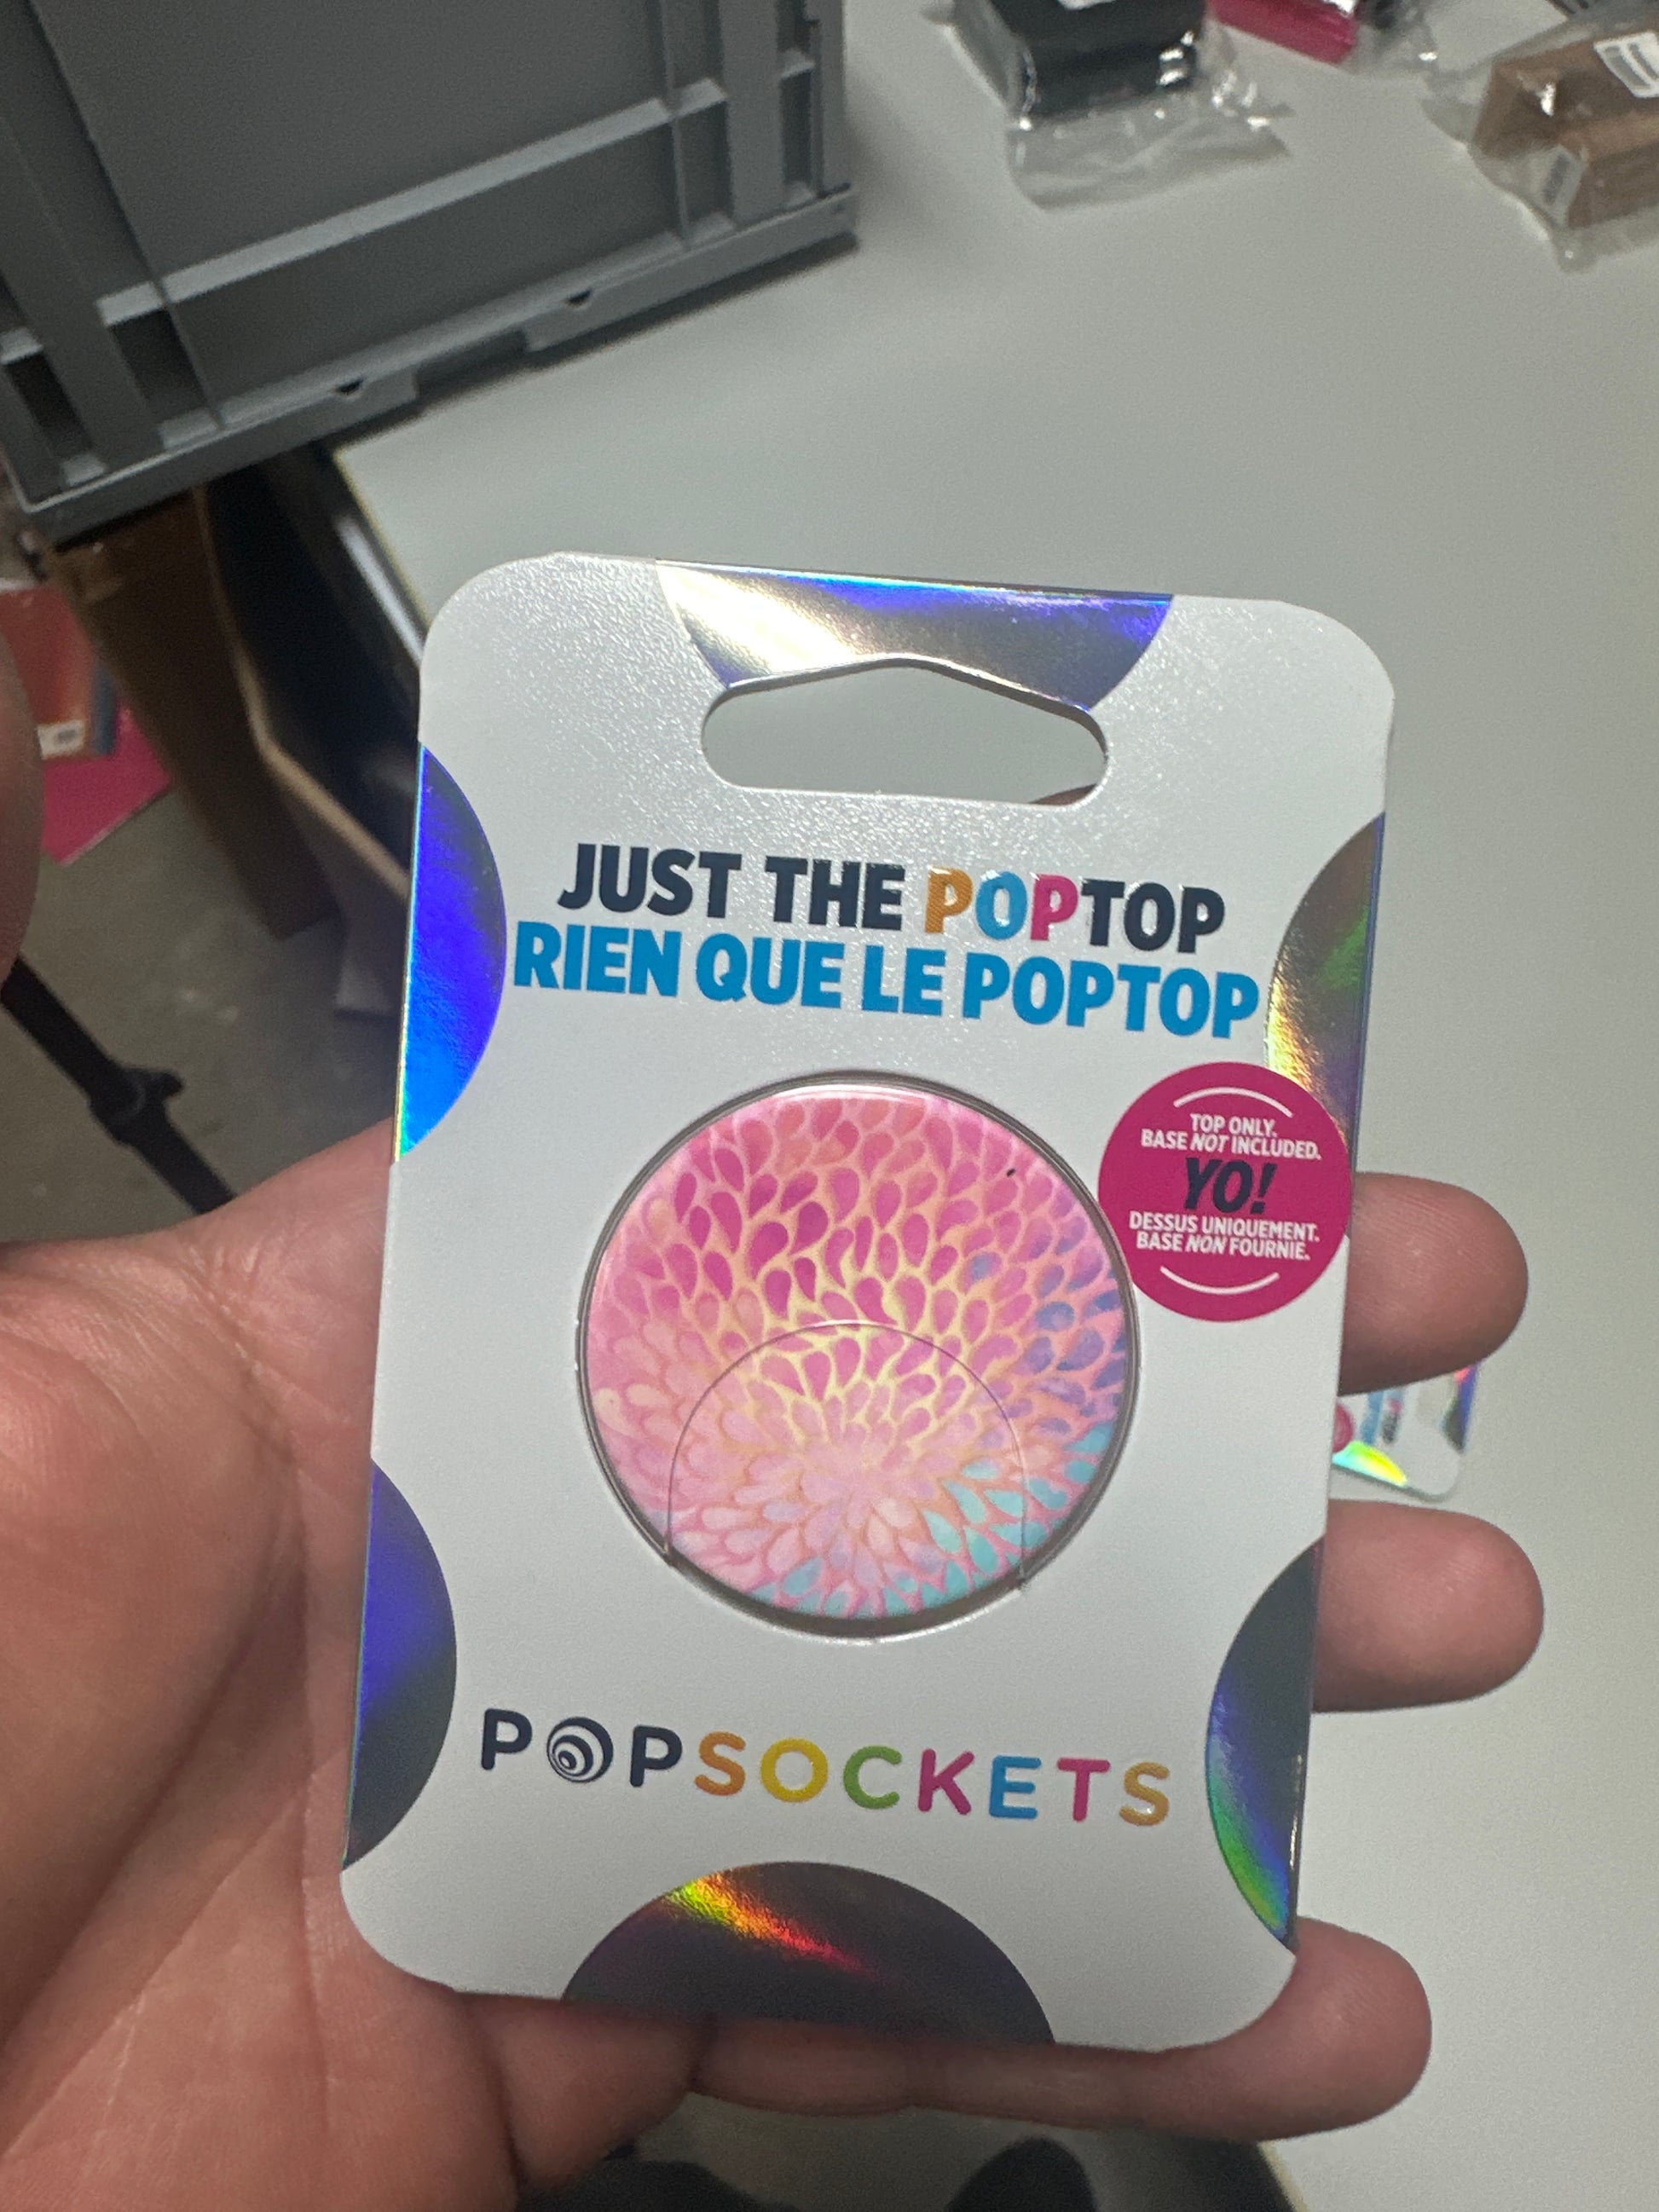 JUST THE POPTOP
RIEN QUE LE POPTOP
TOP ONLY.
BASE NOT INCLUDED.
YO!
DESSUS UNIQUEMENT.
BASE NON FOURNIE.
POPSOCKETS